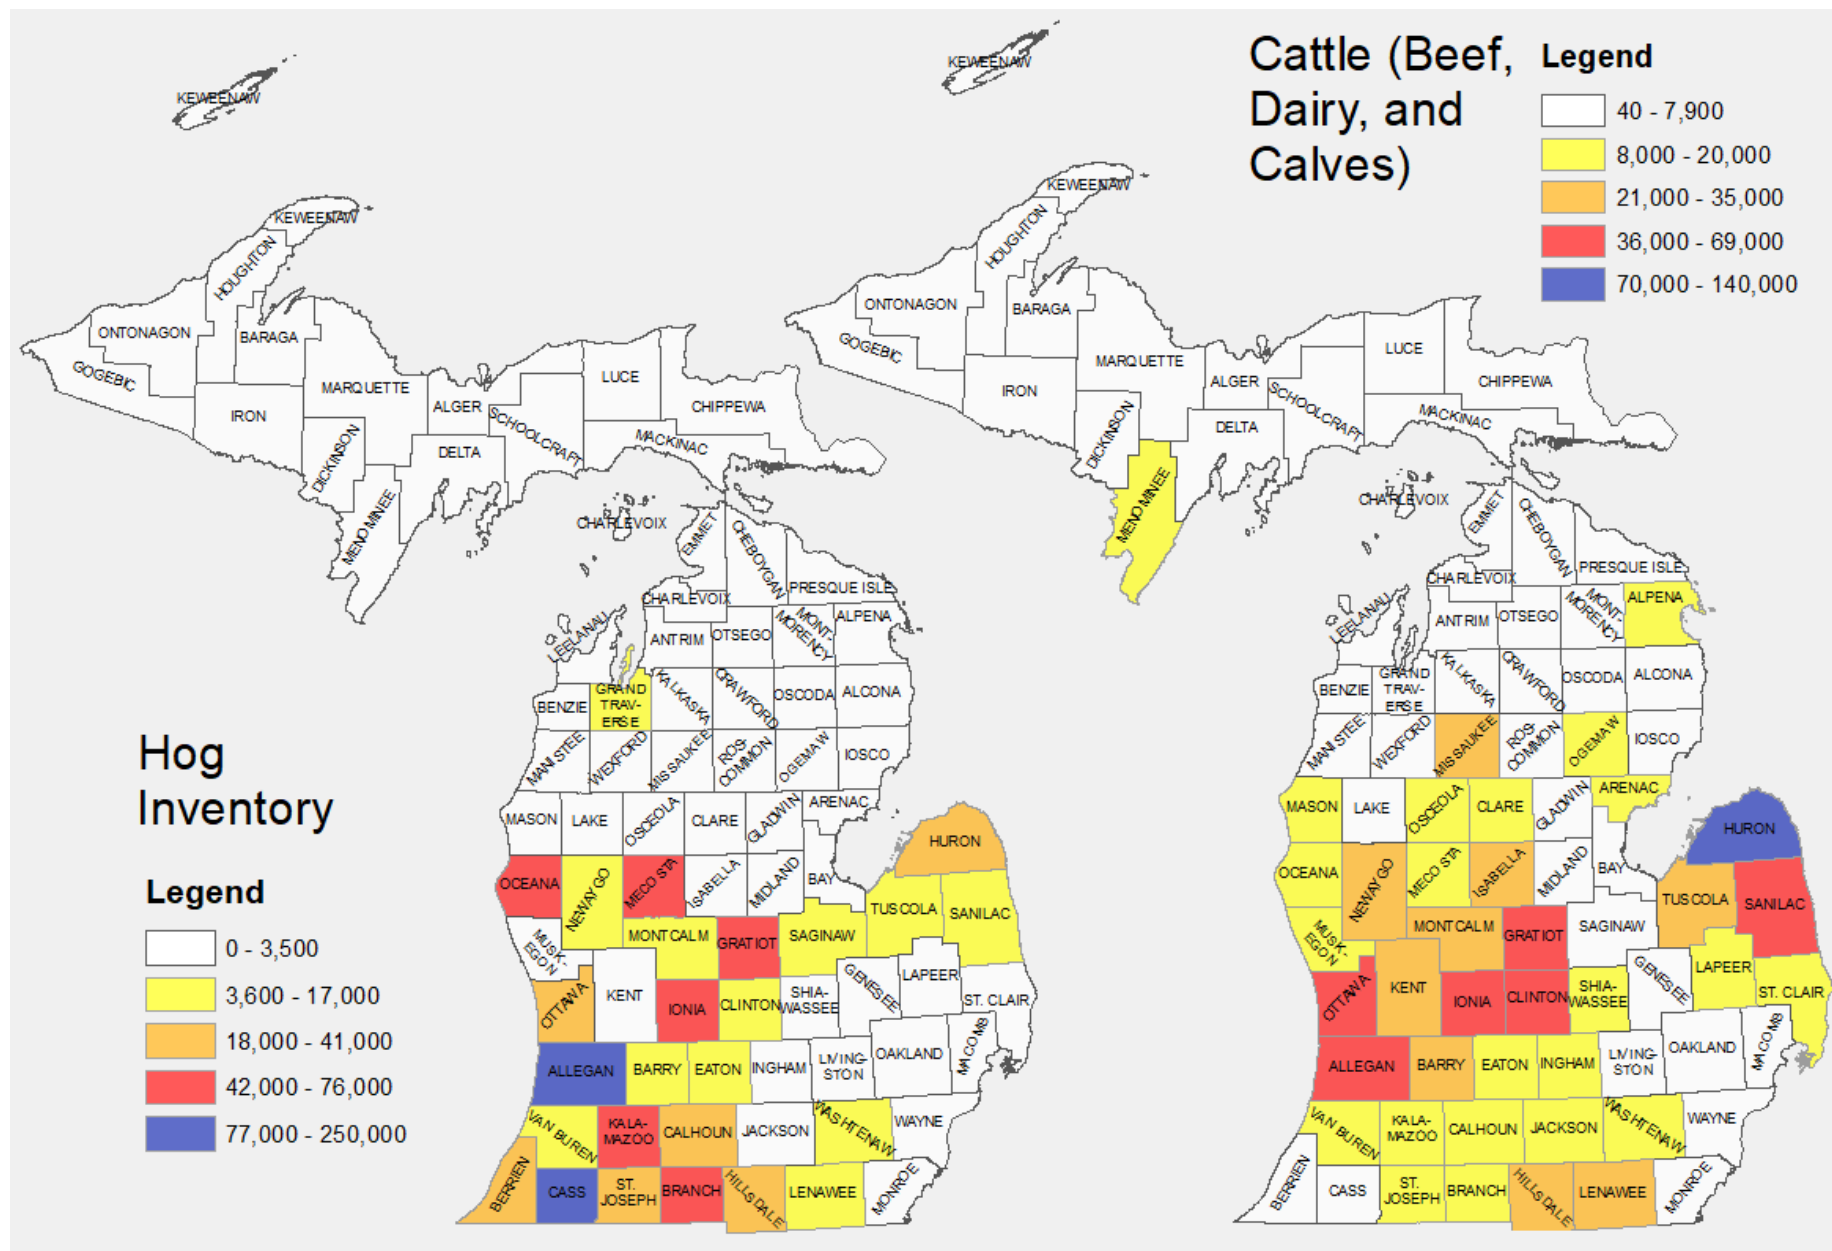 Cattle (Beef,
Dairy, and
Calves)
Legend
40 - 7,900
8,000 - 20,000
21,000 - 35,000
36,000 - 69,000
70,000 - 140,000
KEWEENAW
KEWEENAW
HOUGHTON
ONTONAGON
BARAGA
GOGEBIC
MARQUETTE
LUCE
IRON
ALGER
CHIPPEWA
SCHOOLCRAFT
MACKINAC
DICKINSON
DELTA
MENOMINEE
CHARLEVOIX
EMMET
CHEBOYGAN
PRESQUE ISLE
CHARLEVOIX
ALPENA
LEELANAU
ANTRIM
OTSEGO
MONT-
MORENCY
BENZIE
GRAND
TRAV-
ERSE
KALKASKA
CRAWFORD
OSCODA
ALCONA
MANISTEE
WEXFORD
MISSAUKEE
ROS-
COMMON
OGEMAW
IOSCO
MASON
LAKE
OSCEOLA
CLARE
GLADWIN
ARENAC
HURON
OCEANA
NEWAYGO
MECOSTA
ISABELLA
MIDLAND
BAY
TUSCOLA
SANILAC
MUSK-
EGON
MONTCALM
GRATIOT
SAGINAW
OTTAWA
KENT
IONIA
CLINTON
SHIA-
WASSEE
GENESEE
LAPEER
ST. CLAIR
ALLEGAN
BARRY
EATON
INGHAM
LIVING-
STON
OAKLAND
MACOMB
VAN BUREN
KALA-
MAZOO
CALHOUN
JACKSON
WASHTENAW
WAYNE
BERRIEN
CASS
ST.
JOSEPH
BRANCH
HILLSDALE
LENAWEE
MONROE
Hog
Inventory
Legend
0 - 3,500
3,600 - 17,000
18,000 - 41,000
42,000 - 76,000
77,000 - 250,000
KEWEENAW
KEWEENAW
HOUGHTON
ONTONAGON
BARAGA
GOGEBIC
MARQUETTE
LUCE
IRON
ALGER
CHIPPEWA
SCHOOLCRAFT
MACKINAC
DICKINSON
DELTA
MENOMINEE
CHARLEVOIX
EMMET
CHEBOYGAN
PRESQUE ISLE
CHARLEVOIX
ALPENA
LEELANAU
ANTRIM
OTSEGO
MONT-
MORENCY
BENZIE
GRAND
TRAV-
ERSE
KALKASKA
CRAWFORD
OSCODA
ALCONA
MANISTEE
WEXFORD
MISSAUKEE
ROS-
COMMON
OGEMAW
IOSCO
MASON
LAKE
OSCEOLA
CLARE
GLADWIN
ARENAC
HURON
OCEANA
NEWAYGO
MECOSTA
ISABELLA
MIDLAND
BAY
TUSCOLA
SANILAC
MUSK-
EGON
MONTCALM
GRATIOT
SAGINAW
OTTAWA
KENT
IONIA
CLINTON
SHIA-
WASSEE
GENESEE
LAPEER
ST. CLAIR
ALLEGAN
BARRY
EATON
INGHAM
LIVING-
STON
OAKLAND
MACOMB
VAN BUREN
KALA-
MAZOO
CALHOUN
JACKSON
WASHTENAW
WAYNE
BERRIEN
CASS
ST.
JOSEPH
BRANCH
HILLSDALE
LENAWEE
MONROE